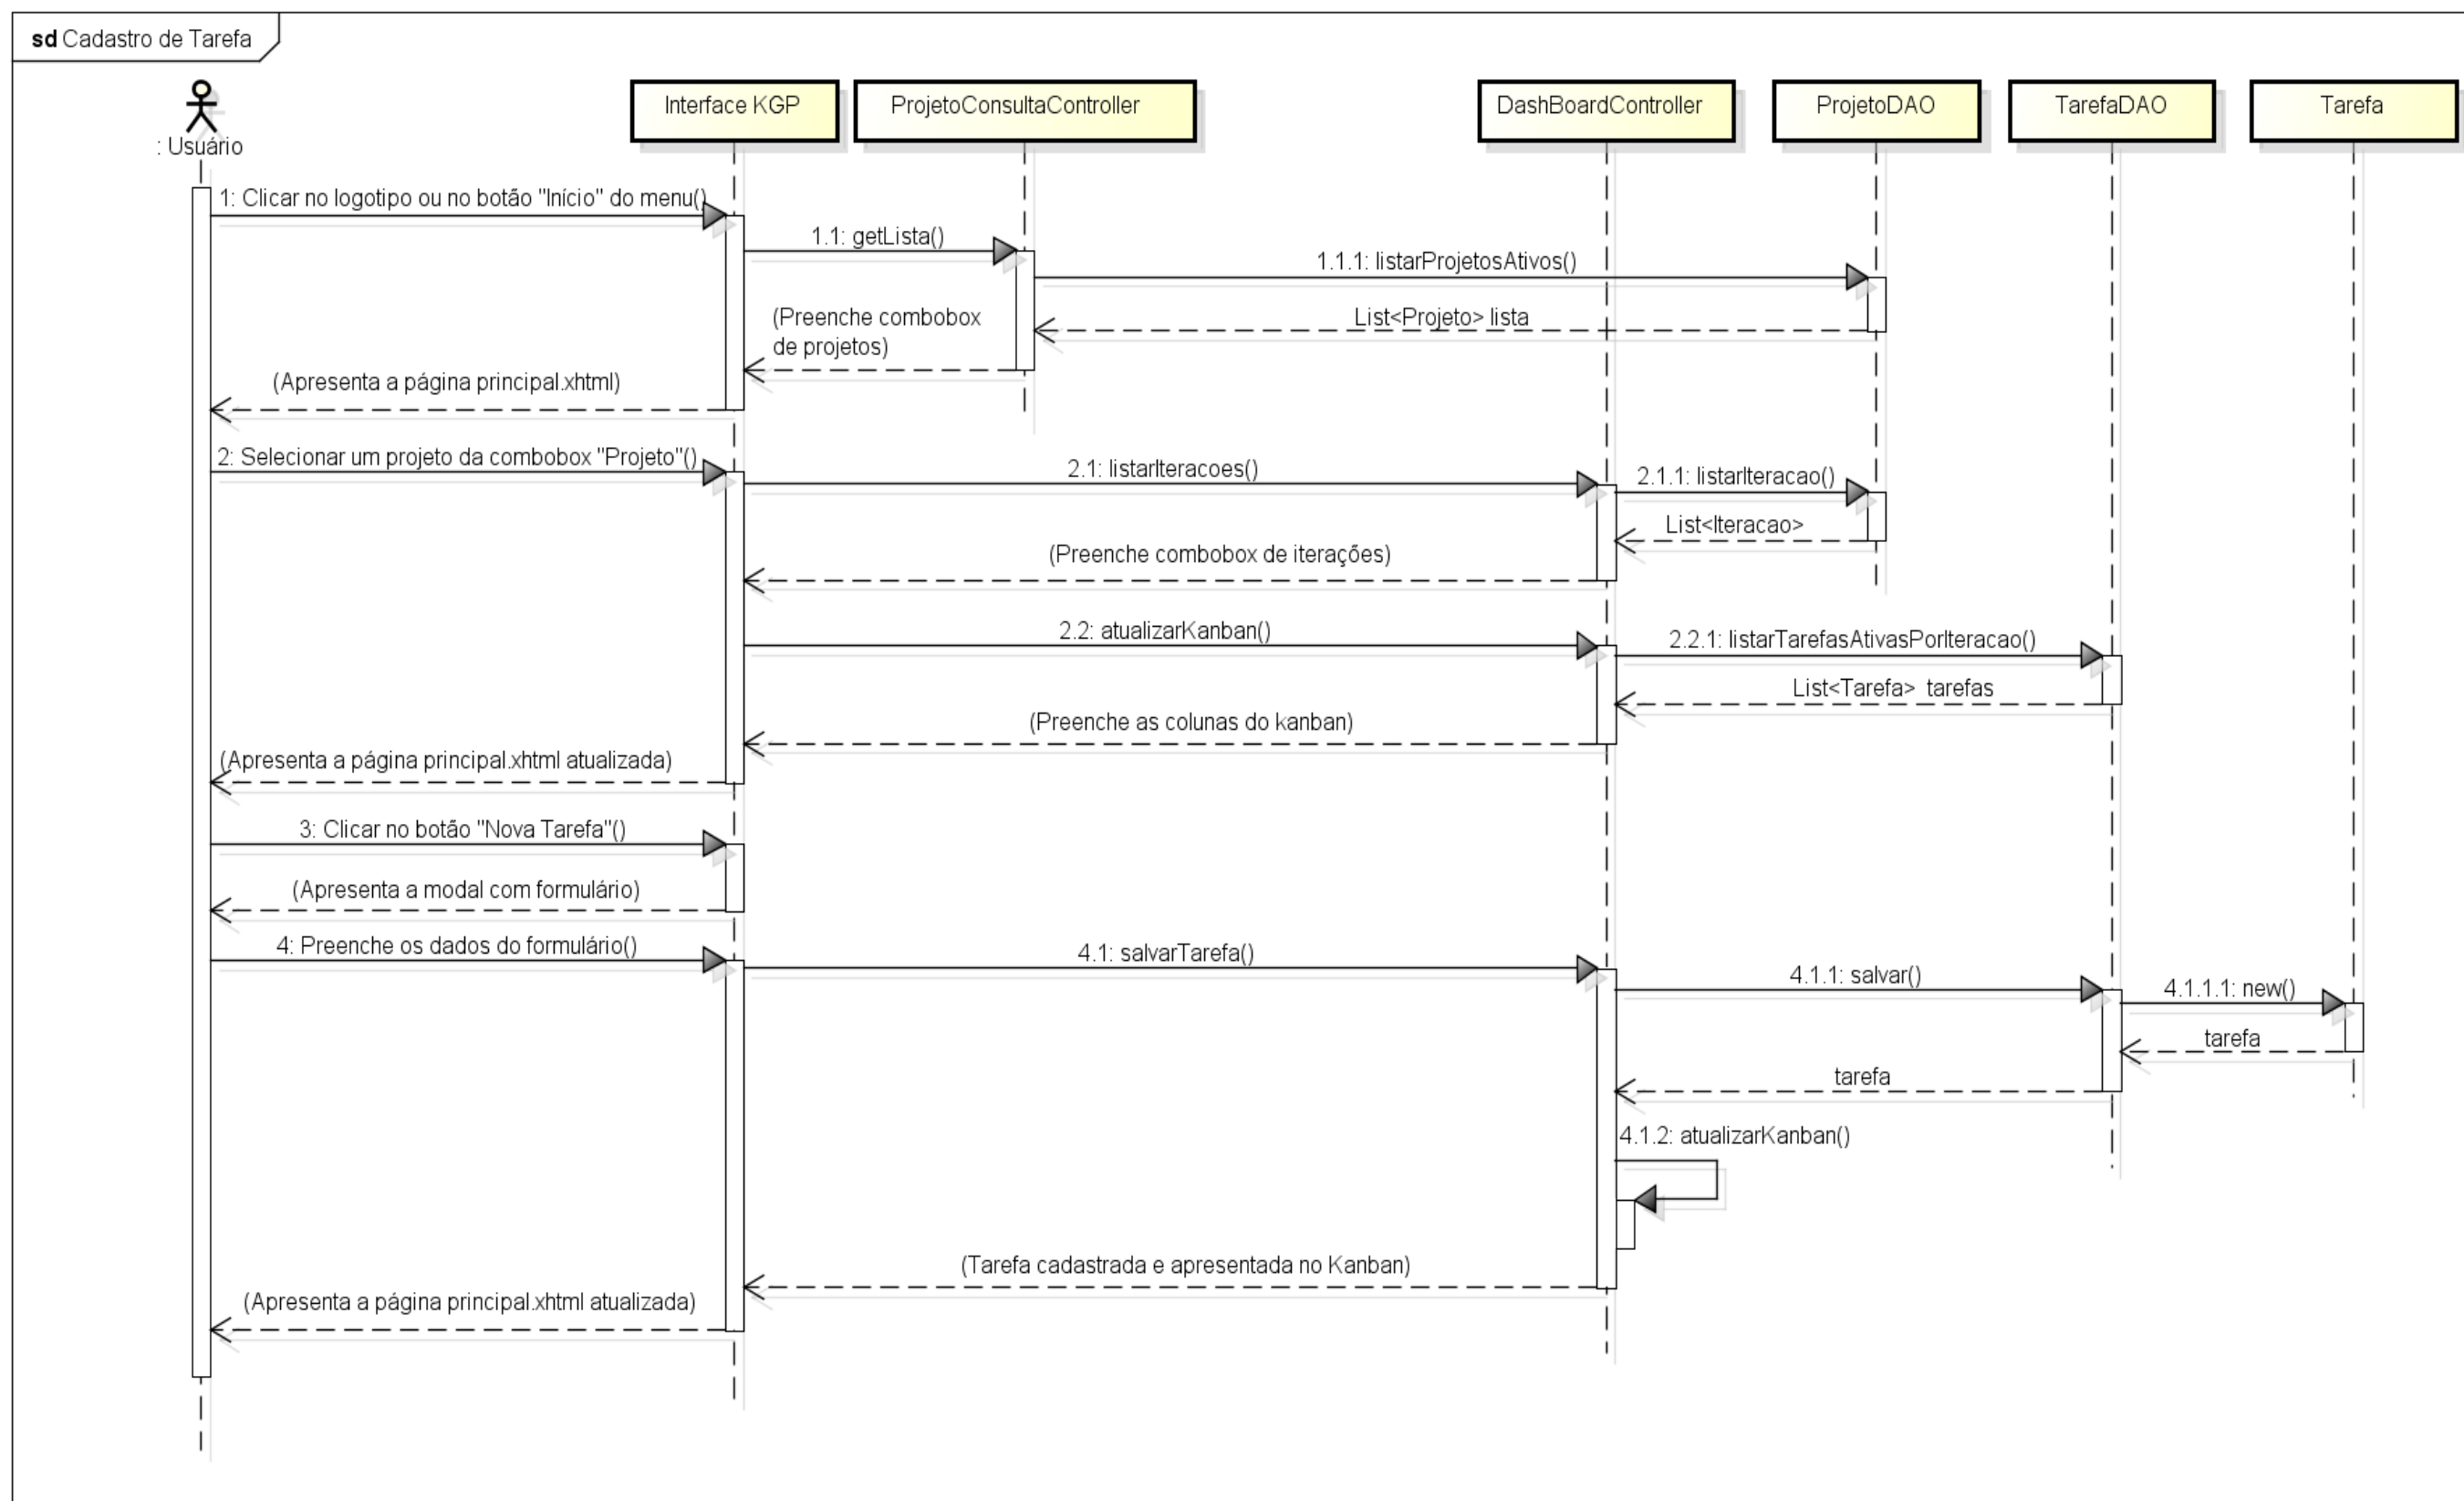 sd Cadastro de Tarefa
: Usuário
Interface KGP
ProjetoConsultaController
DashBoardController
ProjetoDAO
TarefaDAO
Tarefa
1: Clicar no logotipo ou no botão "Início" do menu()
1.1: getLista()
1.1.1: listarProjetosAtivos()
List<Projeto> lista
(Preenche combobox
de projetos)
(Apresenta a página principal.xhtml)
2: Selecionar um projeto da combobox "Projeto"()
2.1: listarIteracoes()
2.1.1: listarIteracao()
List<Iteracao>
(Preenche combobox de iterações)
2.2: atualizarKanban()
2.2.1: listarTarefasAtivasPorIteracao()
List<Tarefa> tarefas
(Preenche as colunas do kanban)
(Apresenta a página principal.xhtml atualizada)
3: Clicar no botão "Nova Tarefa"()
(Apresenta a modal com formulário)
4: Preenche os dados do formulário()
4.1: salvarTarefa()
4.1.1: salvar()
4.1.1.1: new()
tarefa
tarefa
4.1.2: atualizarKanban()
(Tarefa cadastrada e apresentada no Kanban)
(Apresenta a página principal.xhtml atualizada)